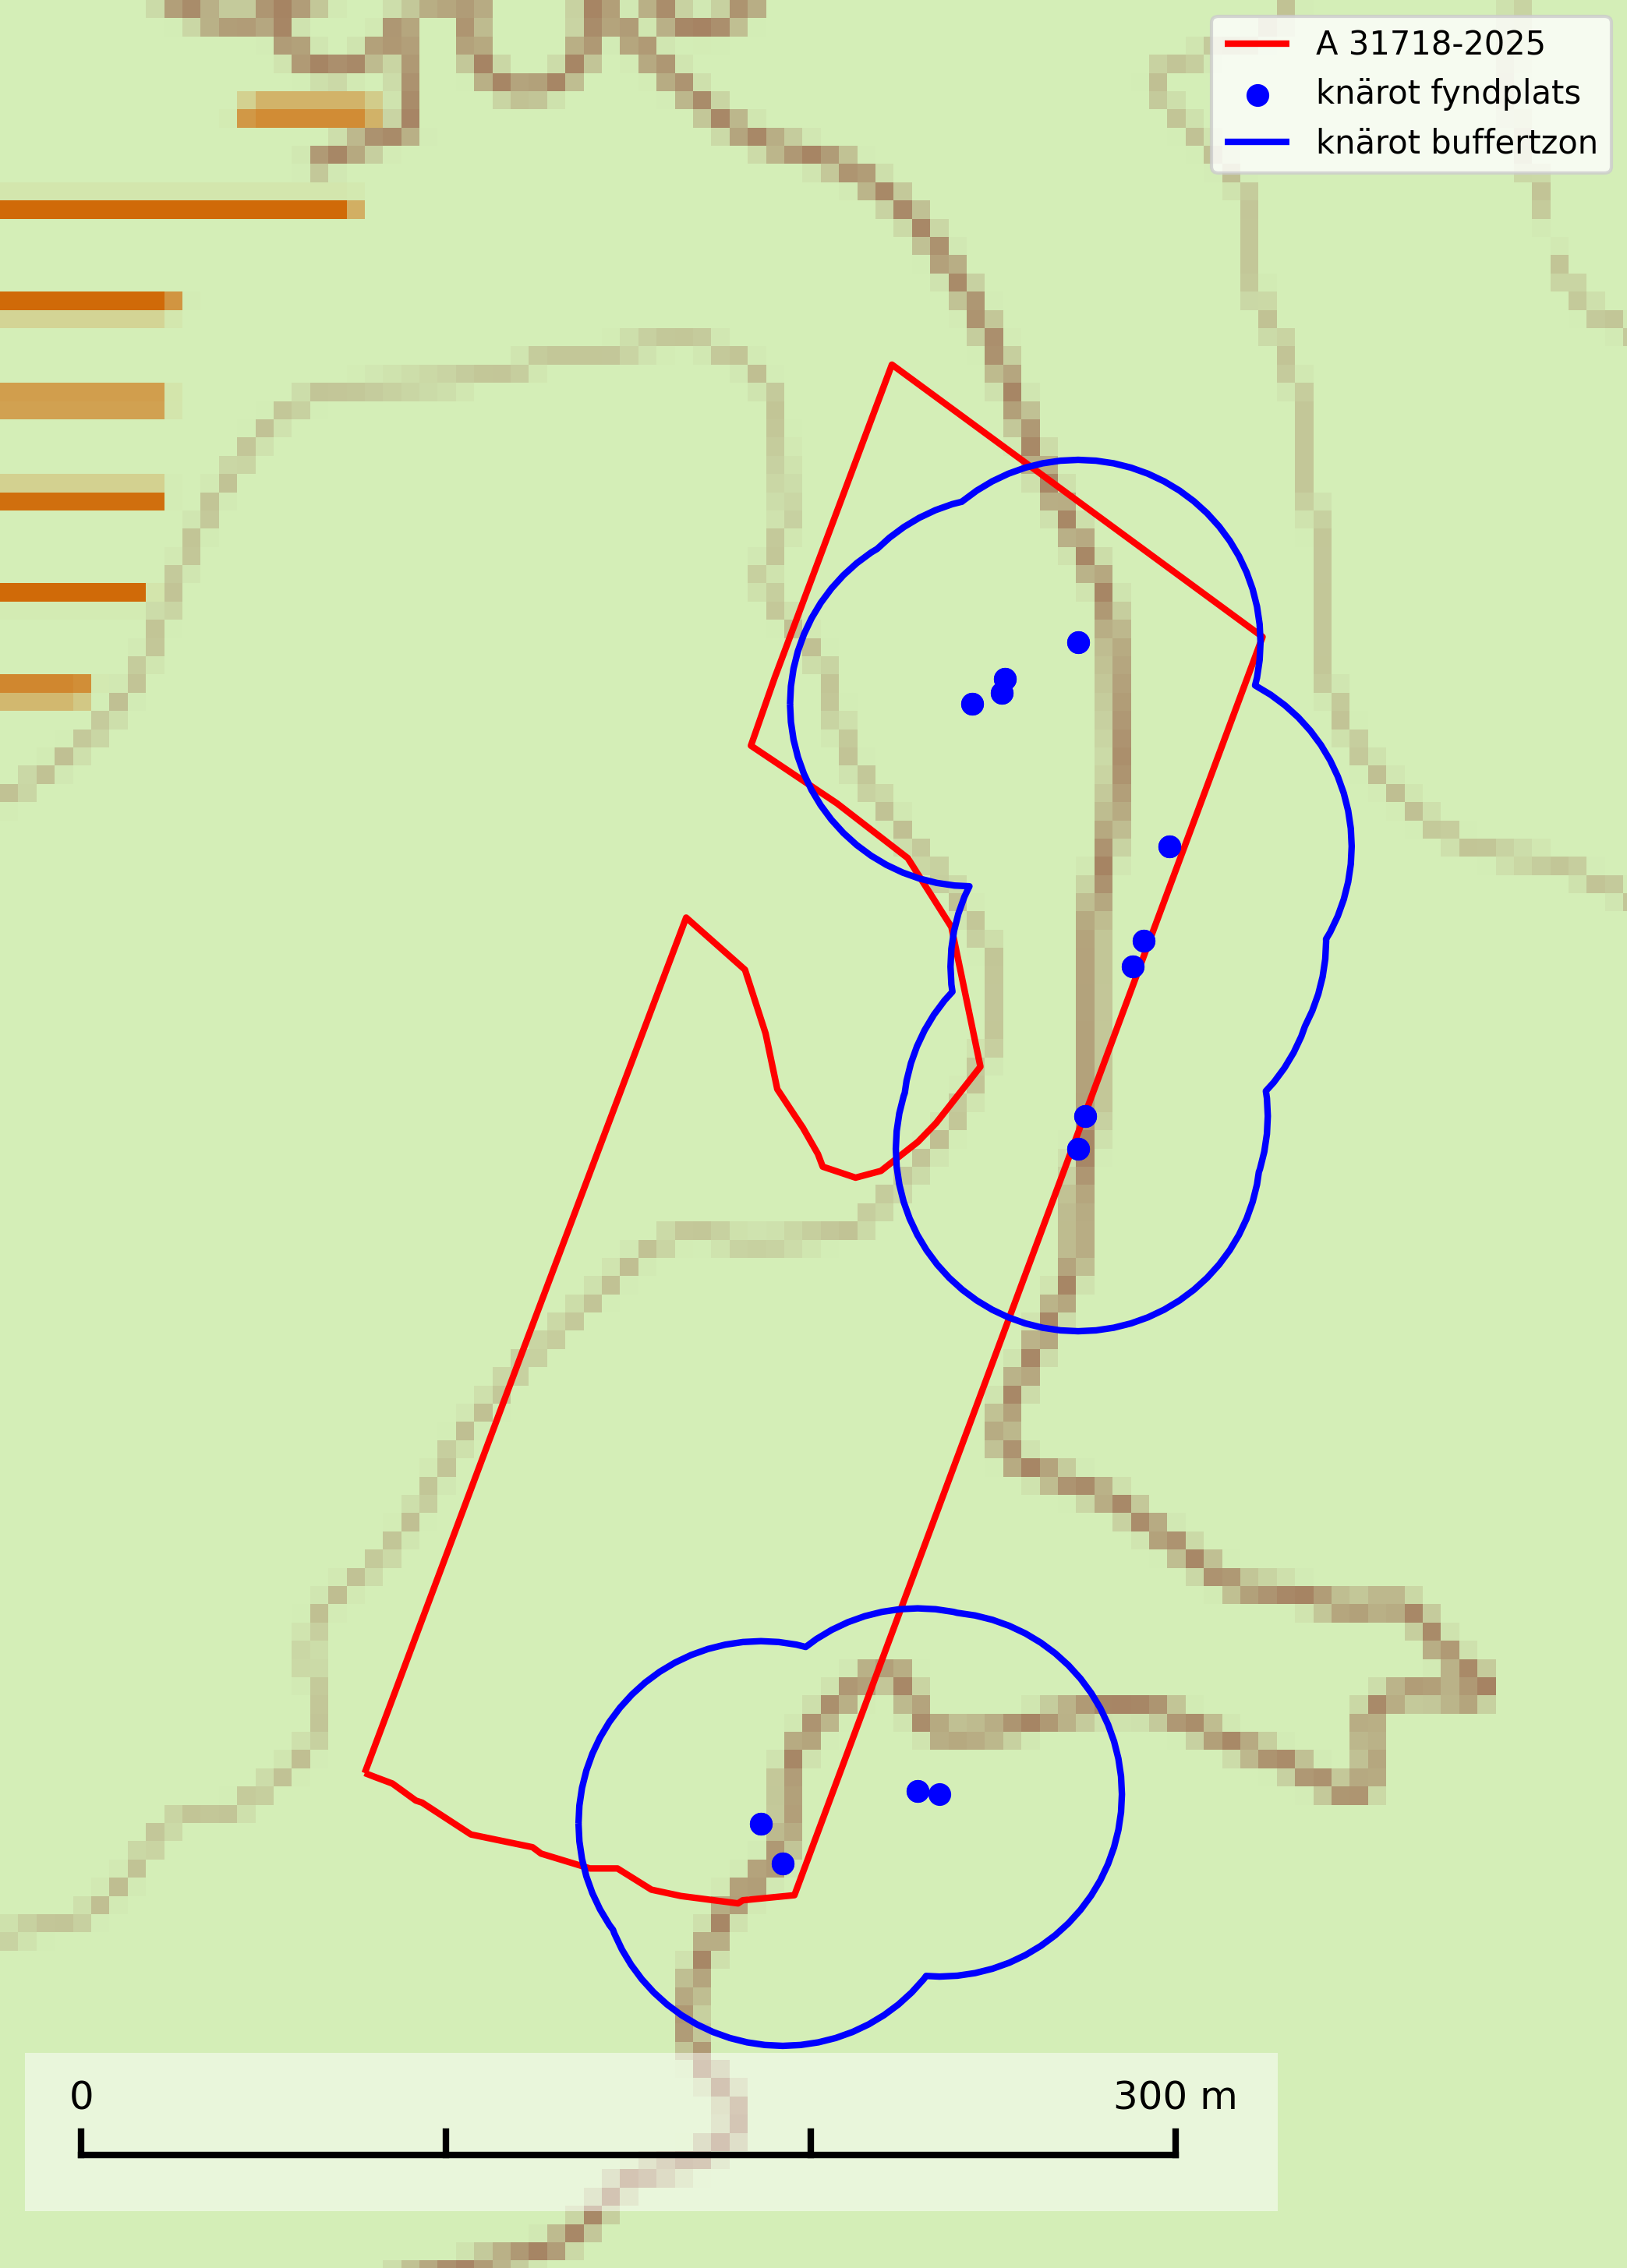 A 31718-2025
knärot fyndplats
knärot buffertzon
0
300 m